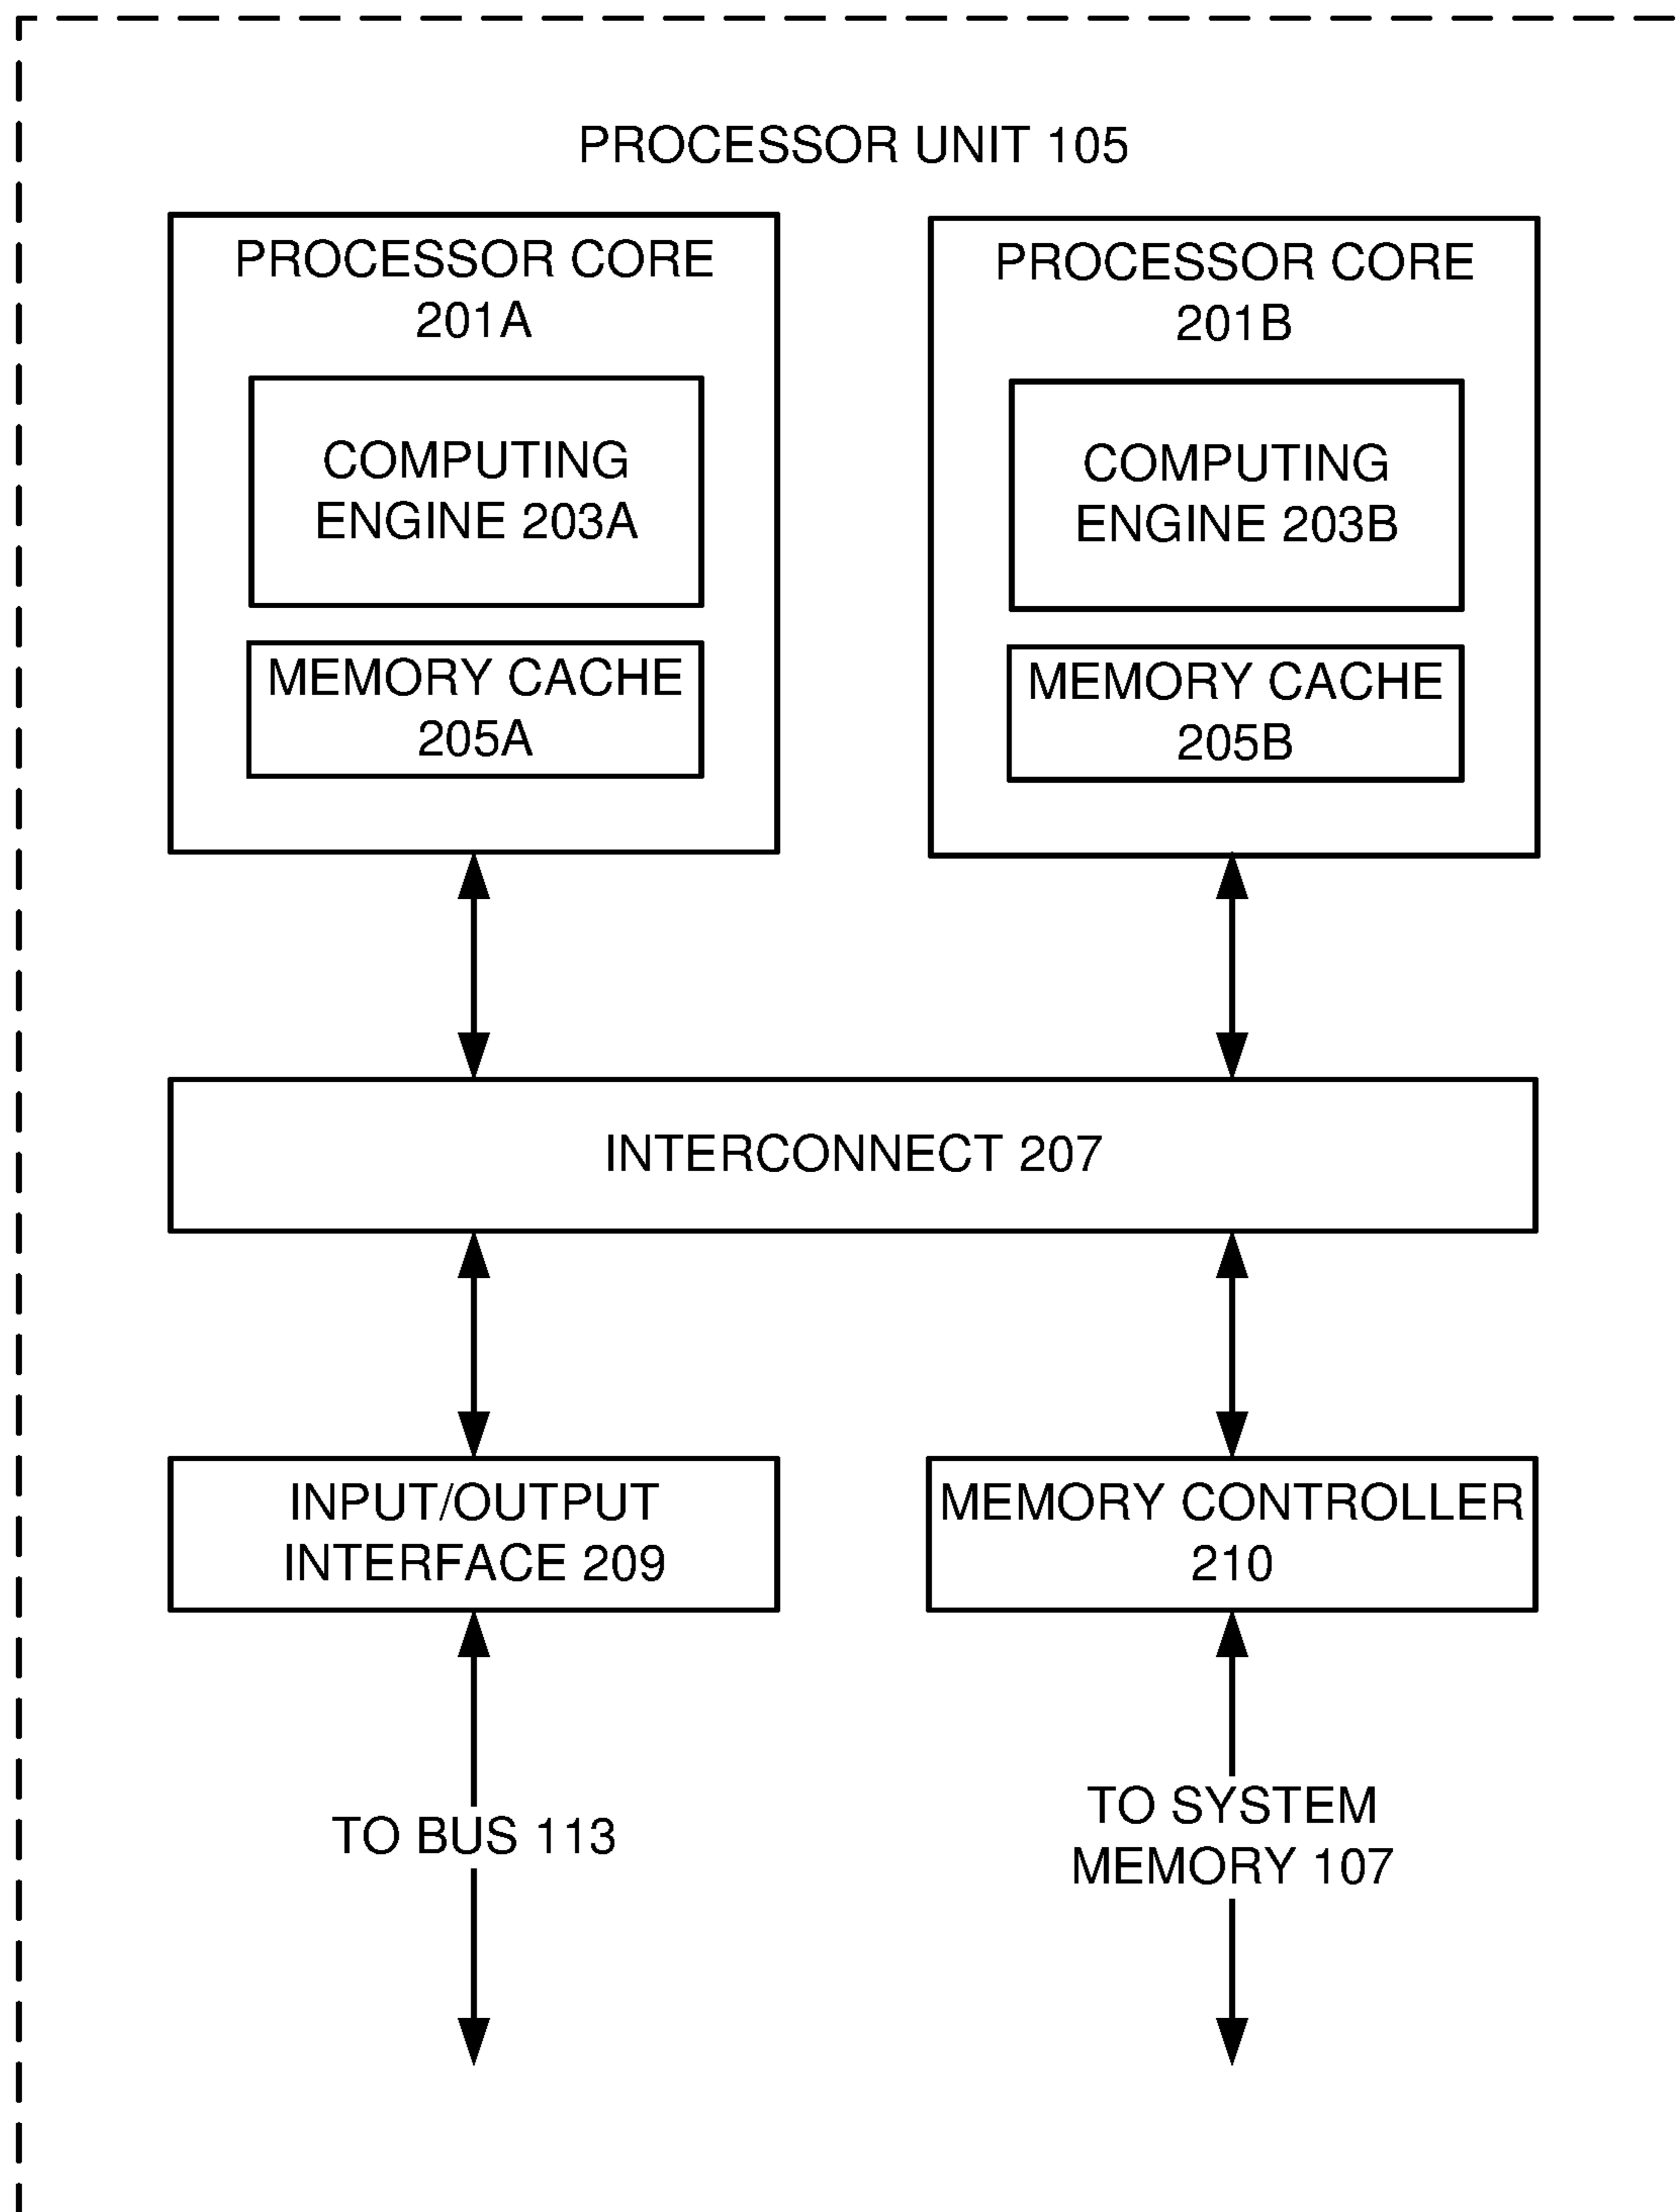 PROCESSOR UNIT 105
PROCESSOR CORE
201A
COMPUTING
ENGINE 203A
MEMORY CACHE
205A
PROCESSOR CORE
201B
COMPUTING
ENGINE 203B
MEMORY CACHE
205B
INTERCONNECT 207
INPUT/OUTPUT
INTERFACE 209
MEMORY CONTROLLER
210
TO BUS 113
TO SYSTEM
MEMORY 107